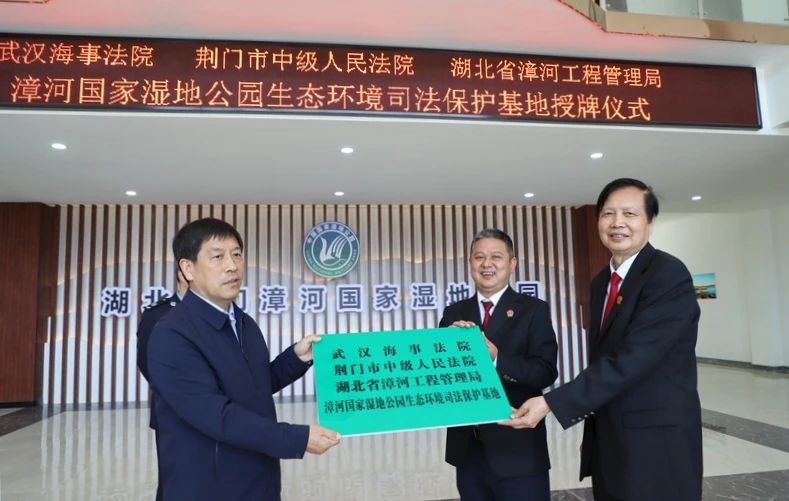 武汉海事法院 荆门市中级人民法院 湖北省漳河工程管理局
漳河国家湿地公园生态环境司法保护基地授牌仪式
湖北 门漳河国家湿地 园
武汉海事法院
荆门市中级人民法院
湖北省漳河工程管理局
漳河国家湿地公园生态环境司法保护基地